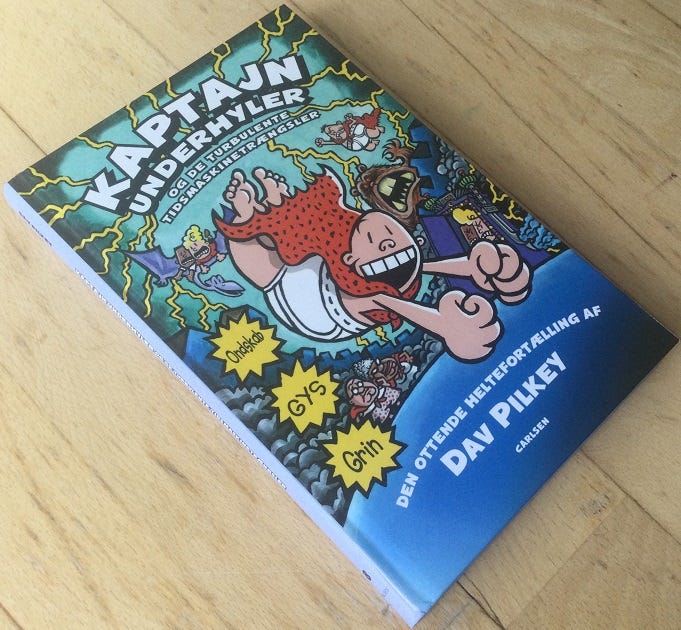 KAPTAJN
UNDERHYLER
OG DE TURBULENTE
TIDSMASKINETRÆNGSLER
Ondskab
GYS
Grin
DEN OTTENDE HELTEFORTÆLLING AF
DAV PILKEY
CARLSEN